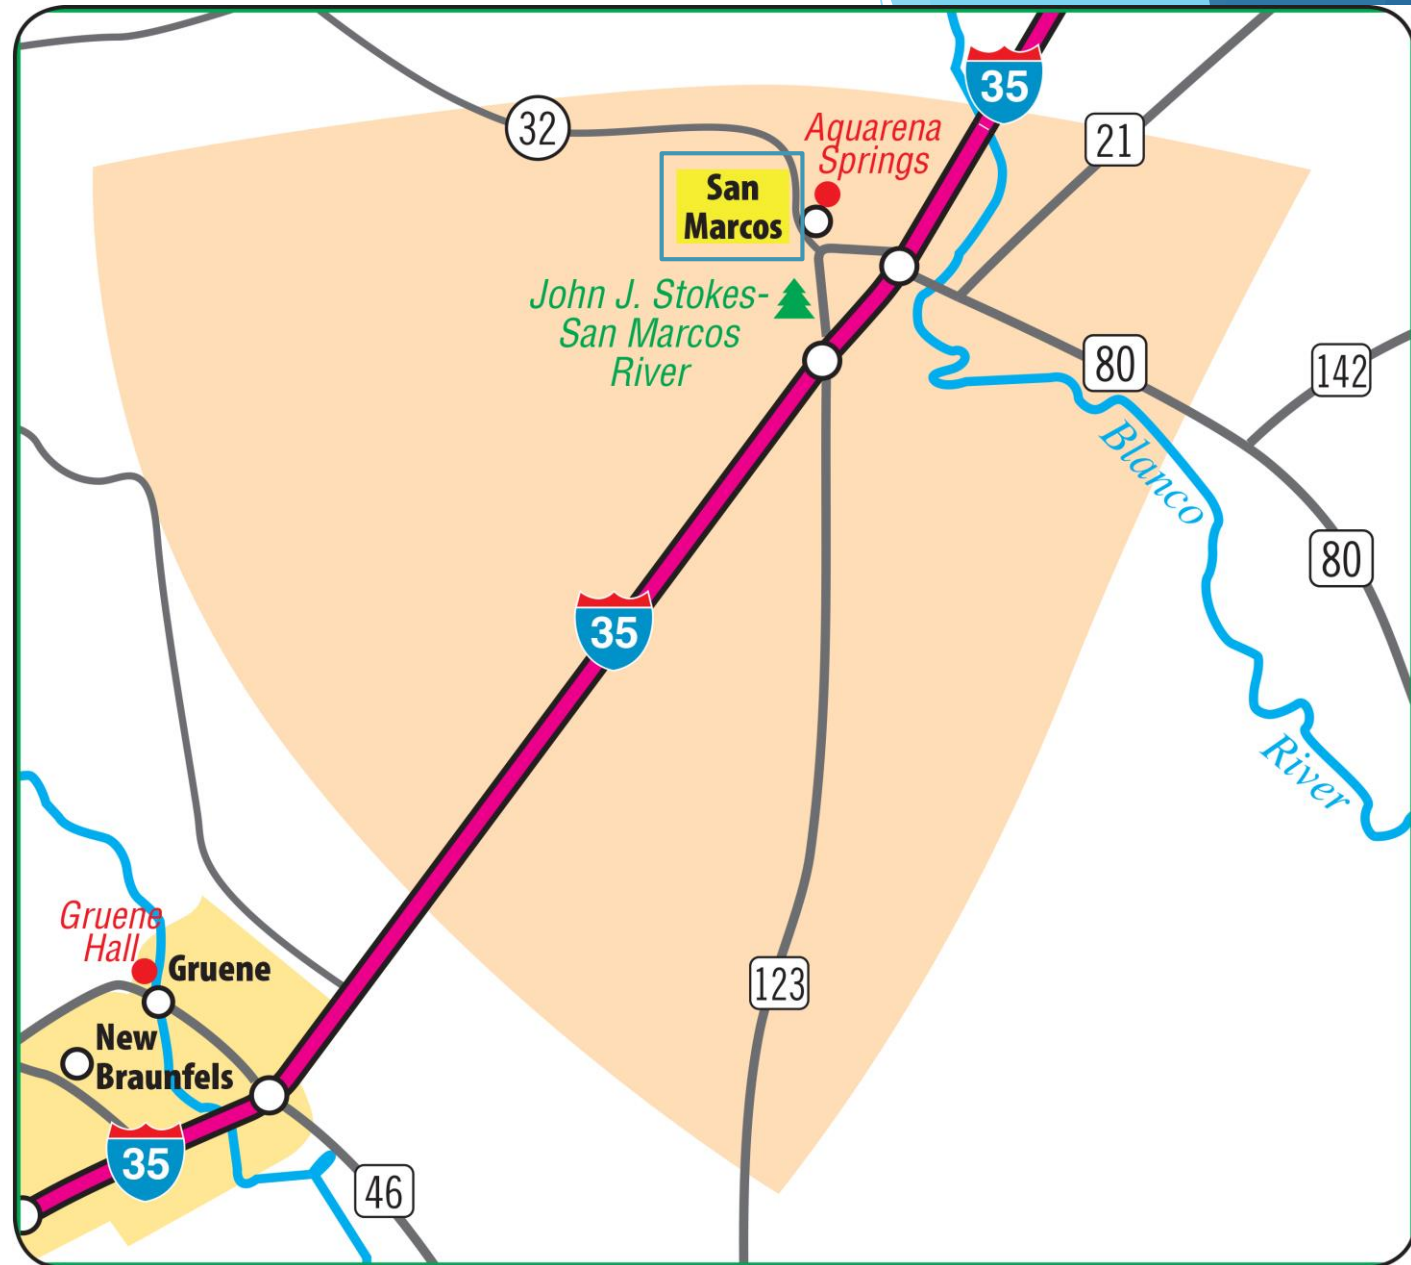 35
32
21
Aquarena
Springs
San
Marcos
John J. Stokes-
San Marcos
River
80
142
Blanco
80
35
River
Gruene
Hall
Gruene
123
New
Braunfels
35
46